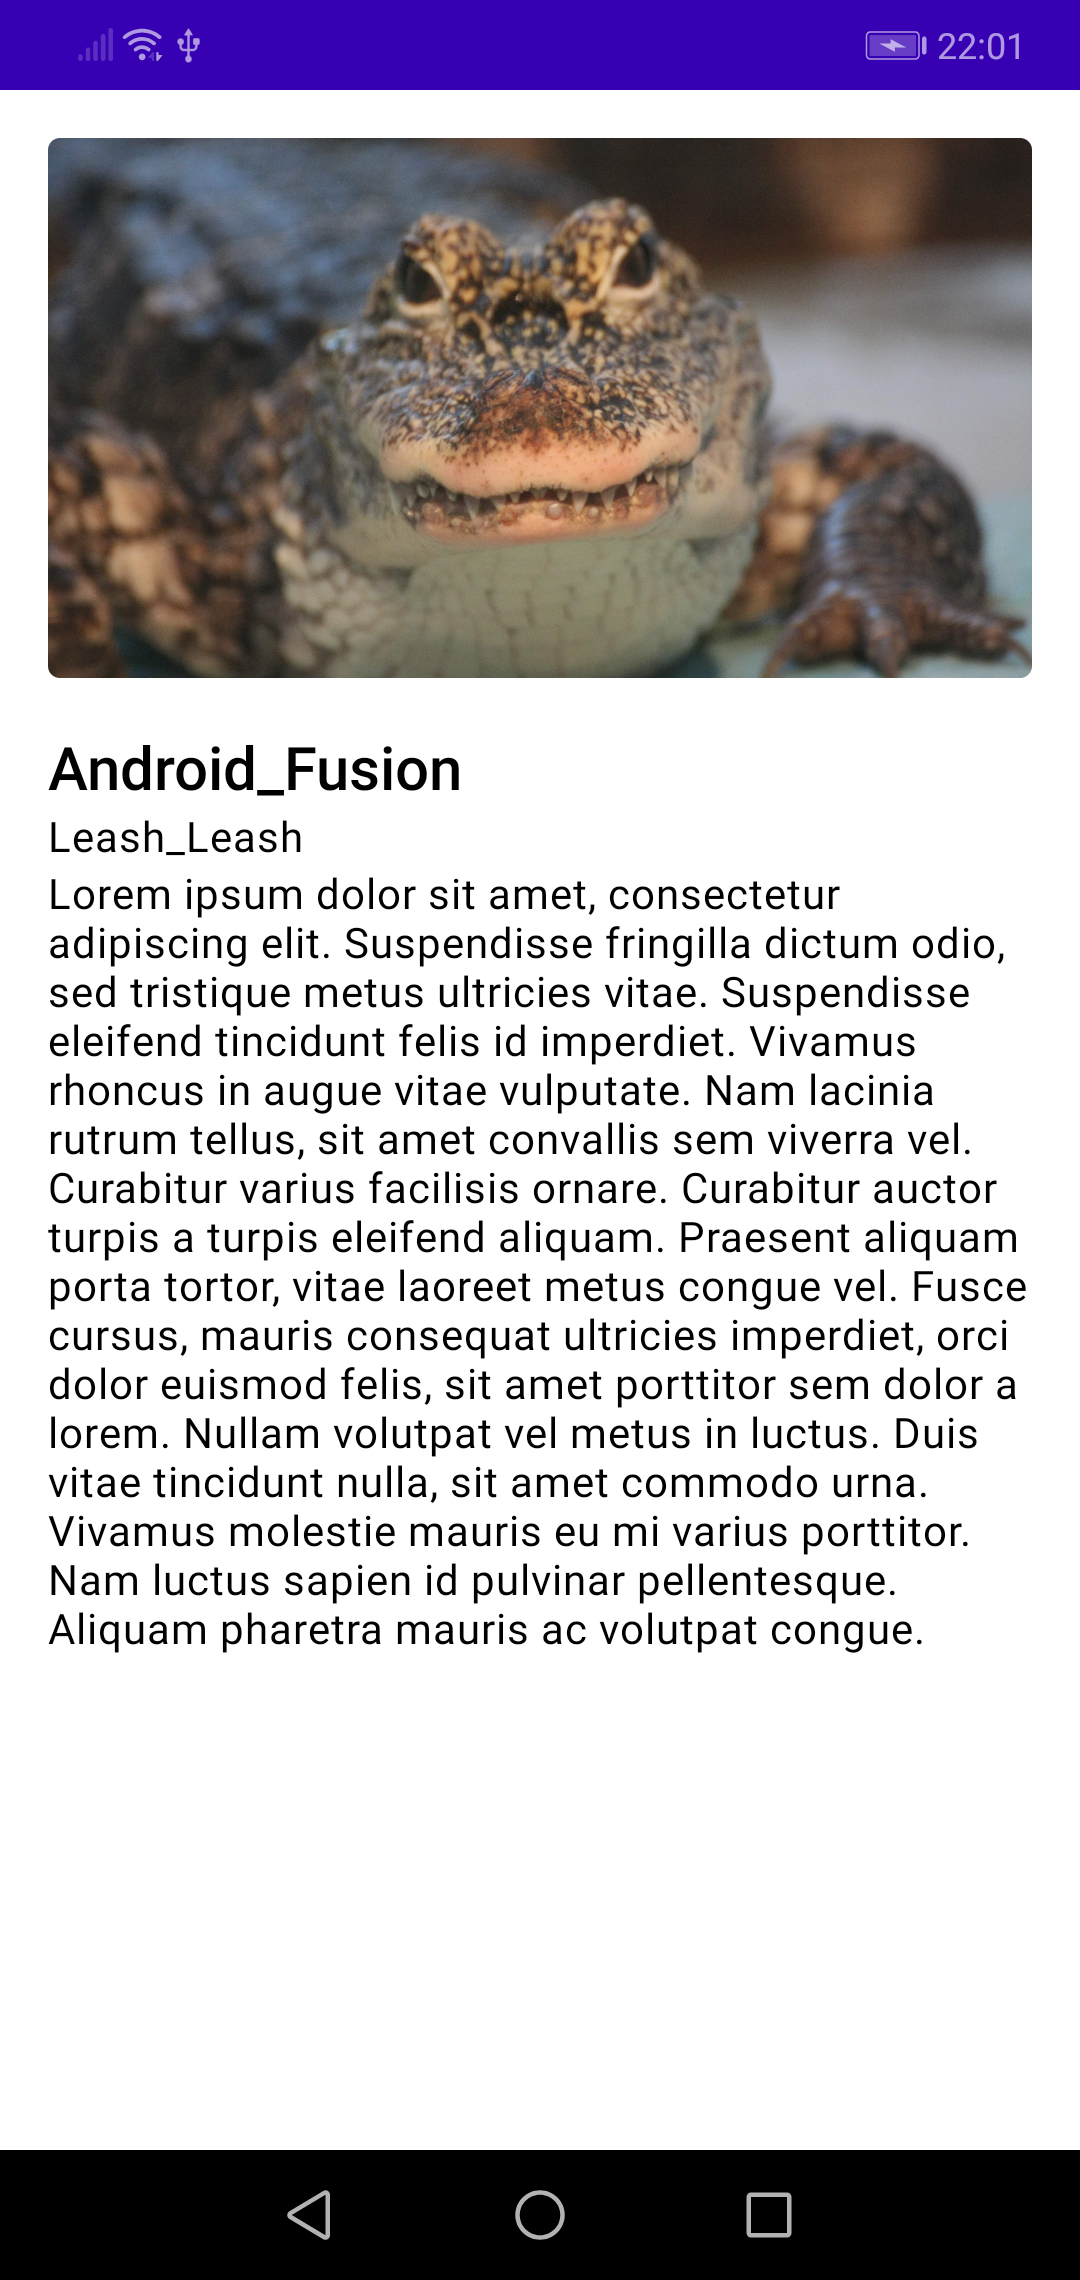 22:01
Android_Fusion
Leash_Leash
Lorem ipsum dolor sit amet, consectetur
adipiscing elit. Suspendisse fringilla dictum odio,
sed tristique metus ultricies vitae. Suspendisse
eleifend tincidunt felis id imperdiet. Vivamus
rhoncus in augue vitae vulputate. Nam lacinia
rutrum tellus, sit amet convallis sem viverra vel.
Curabitur varius facilisis ornare. Curabitur auctor
turpis a turpis eleifend aliquam. Praesent aliquam
porta tortor, vitae laoreet metus congue vel. Fusce
cursus, mauris consequat ultricies imperdiet, orci
dolor euismod felis, sit amet porttitor sem dolor a
lorem. Nullam volutpat vel metus in luctus. Duis
vitae tincidunt nulla, sit amet commodo urna.
Vivamus molestie mauris eu mi varius porttitor.
Nam luctus sapien id pulvinar pellentesque.
Aliquam pharetra mauris ac volutpat congue.